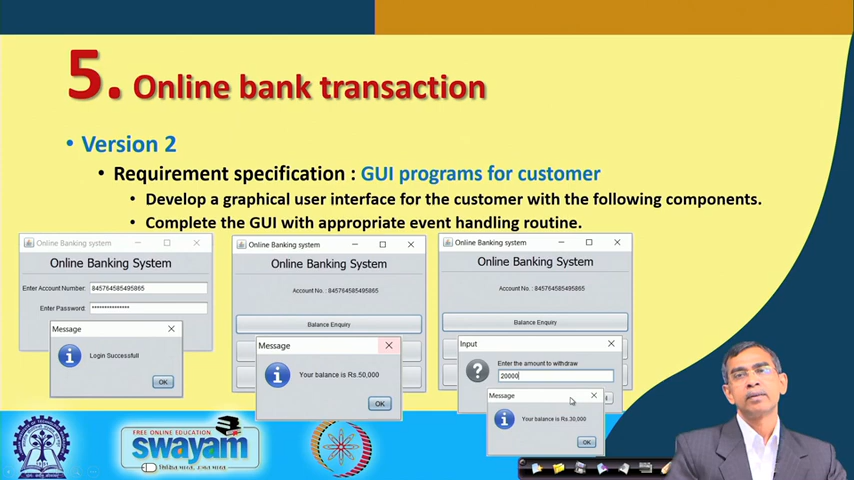 5. Online bank transaction
• Version 2
• Requirement specification : GUI programs for customer
• Develop a graphical user interface for the customer with the following components.
• Complete the GUI with appropriate event handling routine.
Online Banking system
Online Banking System
Enter Account Number:
845764585495865
Enter Password:
***************
Message
Login Successfull
OK
Online Banking system
Online Banking System
Account No. : 845764585495865
Balance Enquiry
Message
Your balance is Rs.50,000
OK
Online Banking system
Online Banking System
Account No. : 845764585495865
Balance Enquiry
Input
Enter the amount to withdraw
20000
Message
Your balance is Rs.30,000
OK
FREE ONLINE EDUCATION
swayam